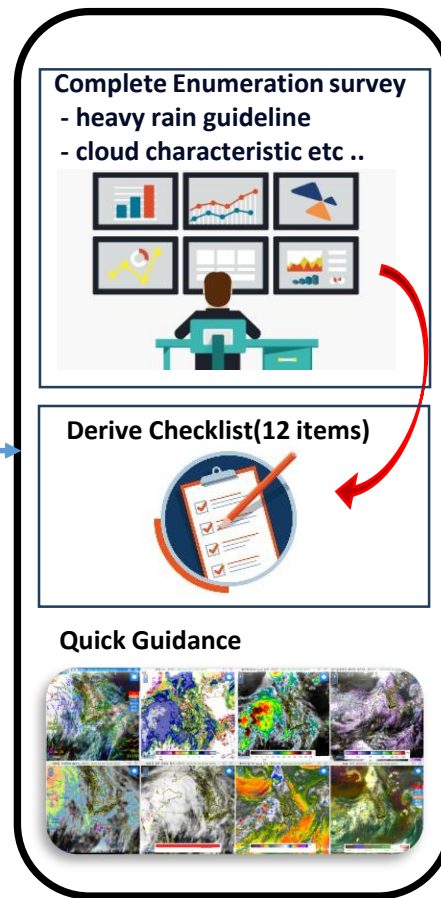 Complete Enumeration survey
- heavy rain guideline
- cloud characteristic etc ..
Derive Checklist(12 items)
Quick Guidance